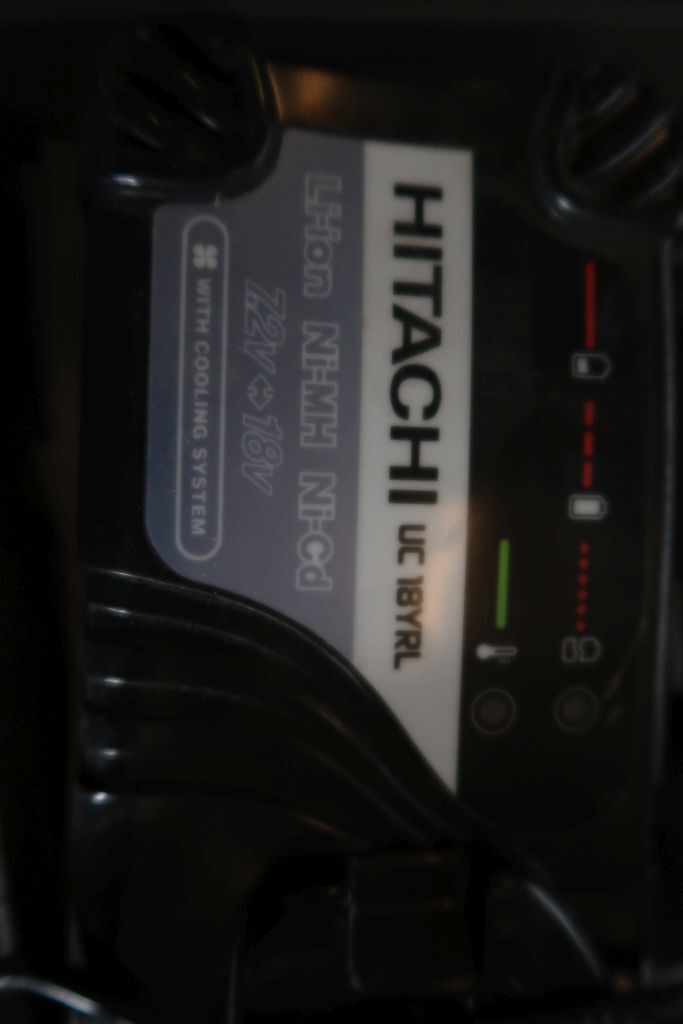 HITACHI UC 18YRL
Li-ion Ni-MH Ni-Cd
7.2V↔18V
WITH COOLING SYSTEM